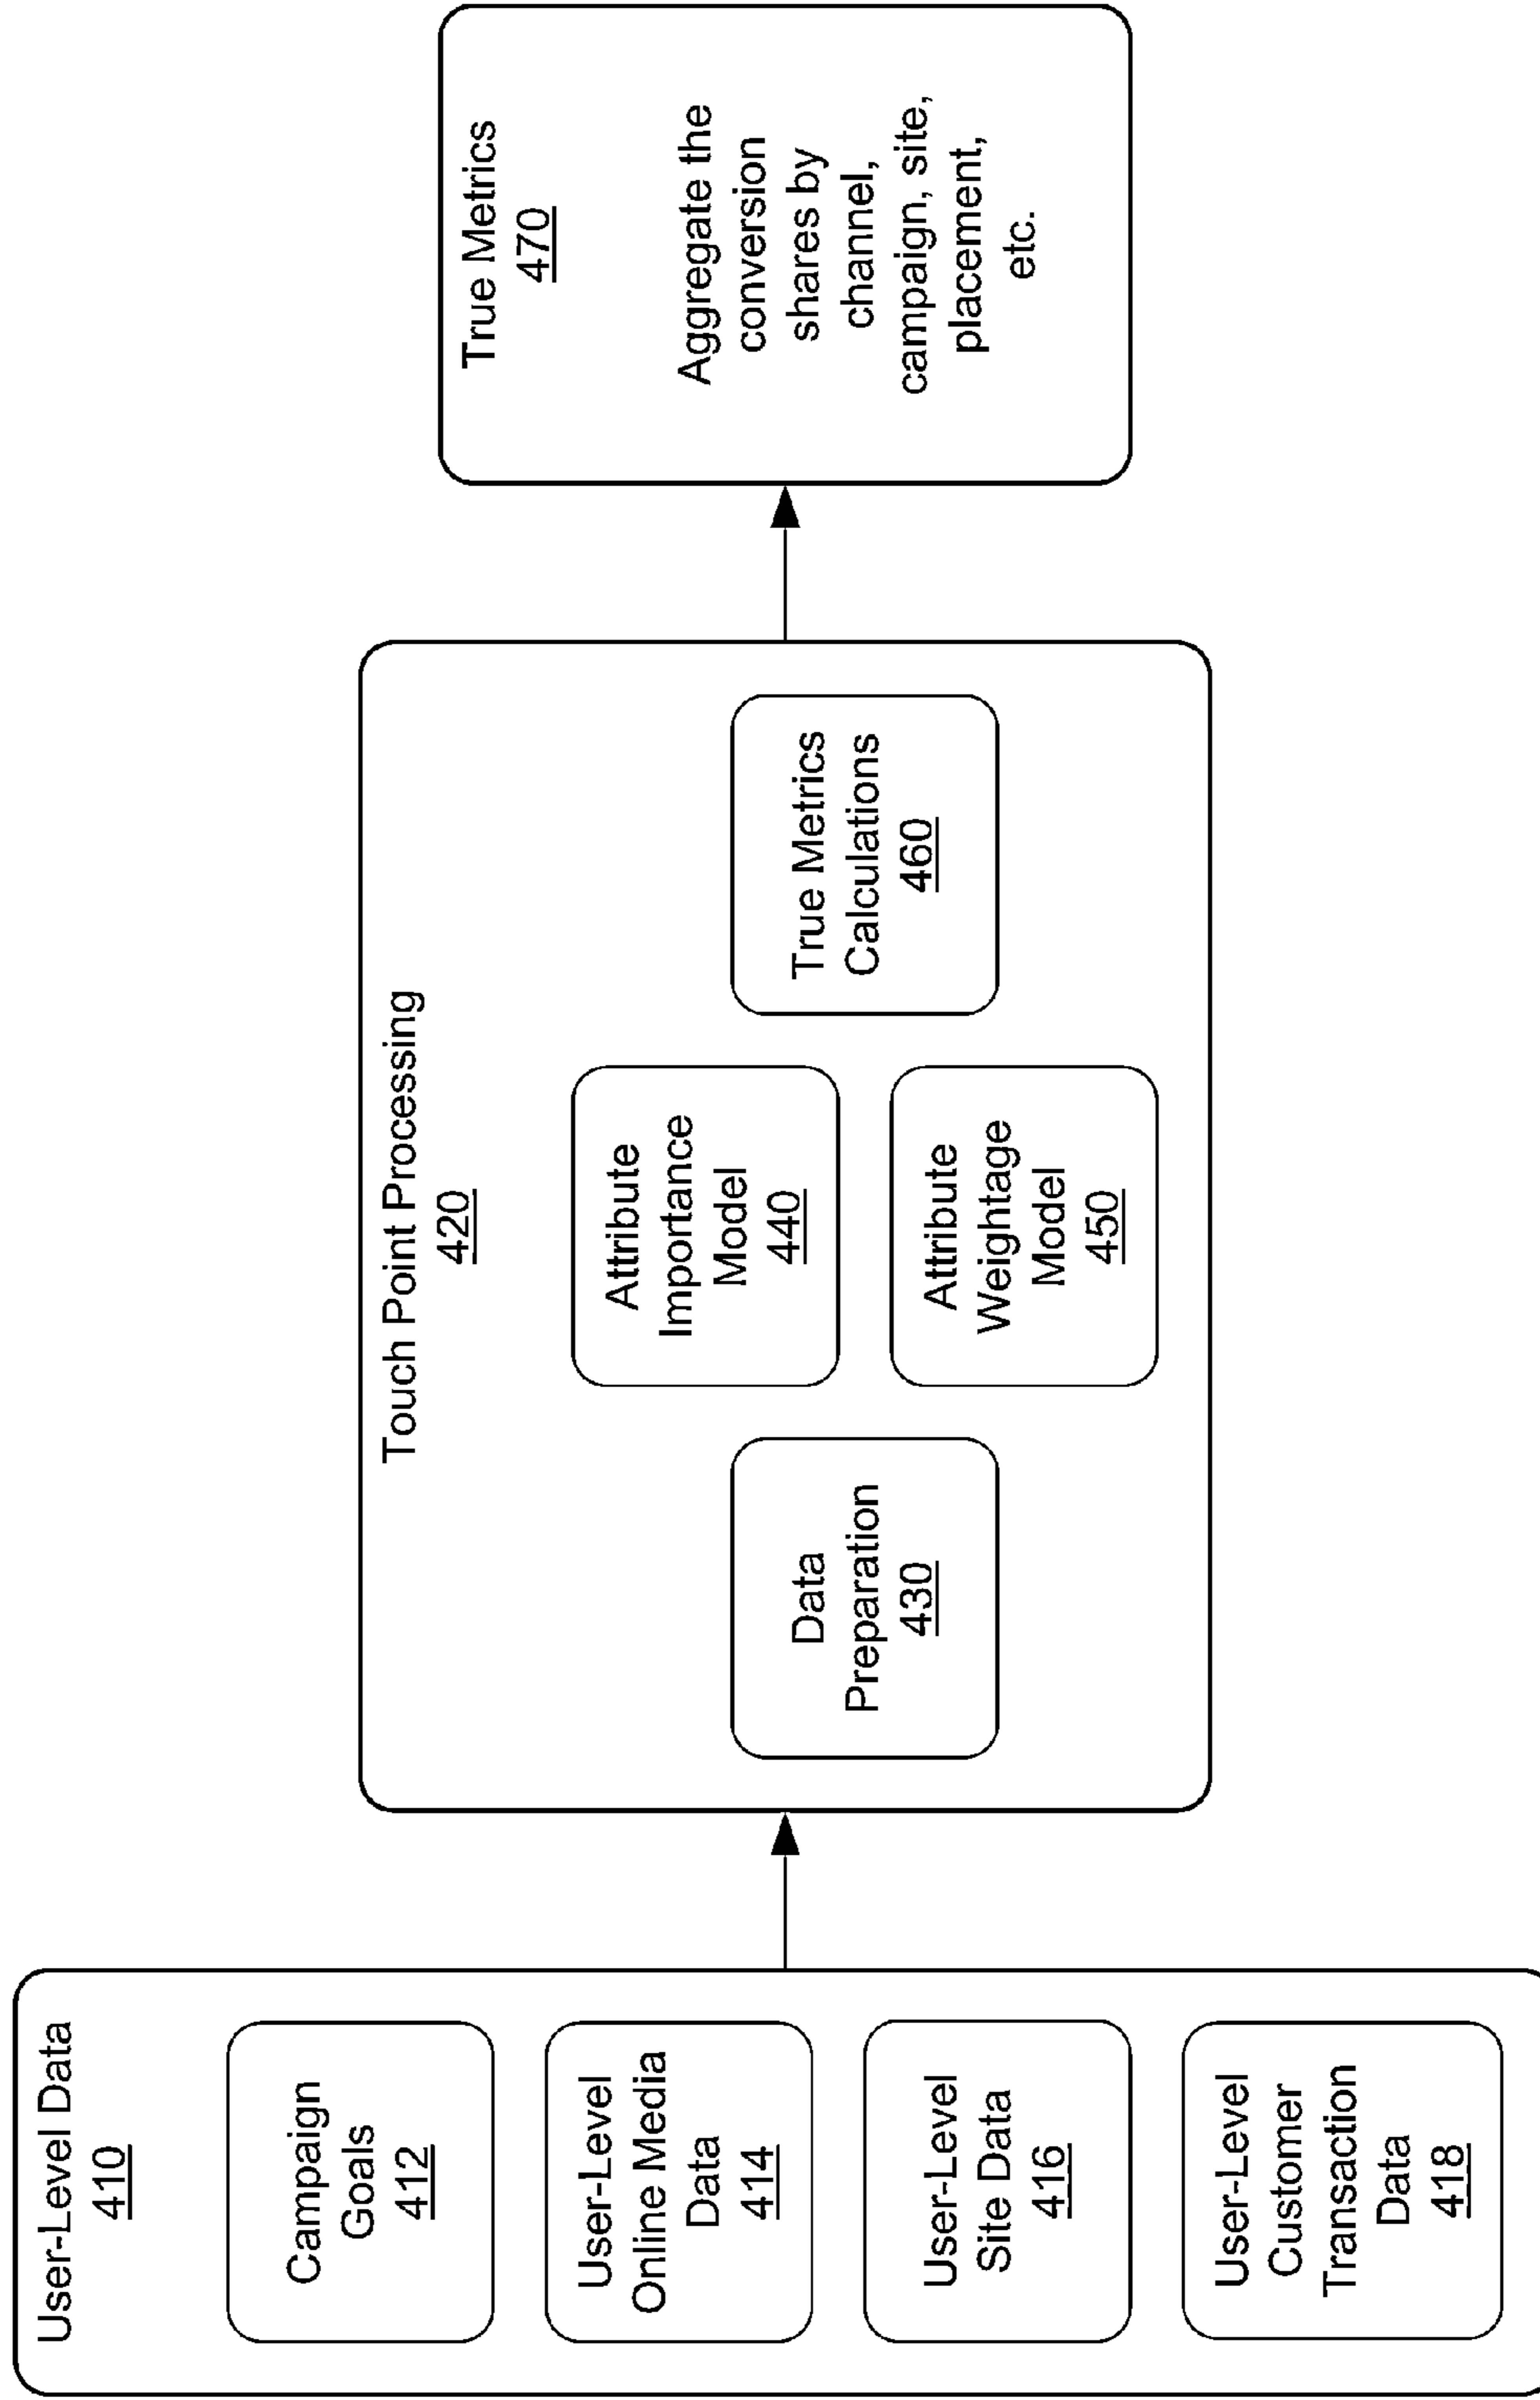 User-Level Data
410
Campaign
Goals
412
User-Level
Online Media
Data
414
User-Level
Site Data
416
User-Level
Customer
Transaction
Data
418
Touch Point Processing
420
Data
Preparation
430
Attribute
Importance
Model
440
Attribute
Weightage
Model
450
True Metrics
Calculations
460
True Metrics
470
Aggregate the
conversion
shares by
channel,
campaign, site,
placement,
etc.